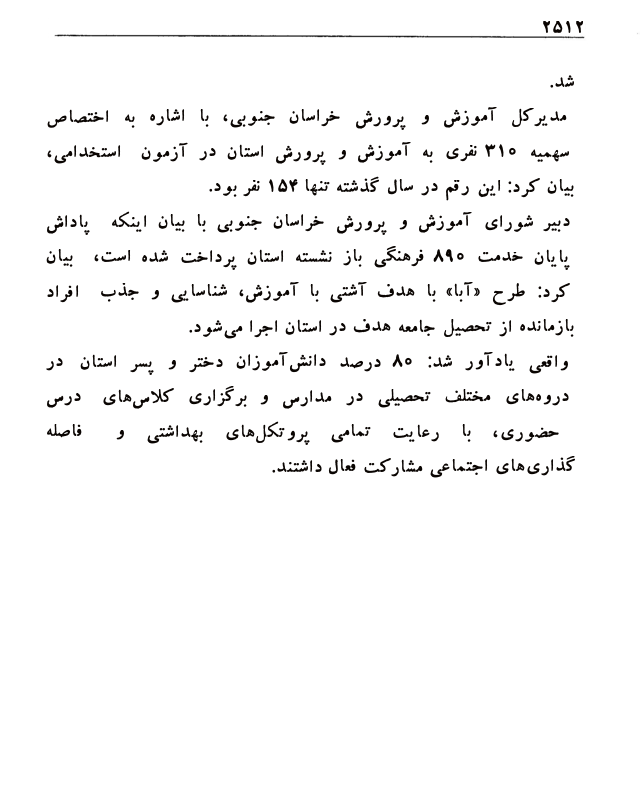 ۲۵۱۲
شد.
مدیرکل آموزش و پرورش خراسان جنوبی، با اشاره به اختصاص
سهمیه ۳۱۰ نفری به آموزش و پرورش استان در آزمون استخدامی،
بیان کرد: این رقم در سال گذشته تنها ۱۵۴ نفر بود.
دبیر شورای آموزش و پرورش خراسان جنوبی با بیان اینکه پاداش
پایان خدمت ۸۹۰ فرهنگی باز نشسته استان پرداخت شده است، بیان
کرد: طرح «آبا» با هدف آشتی با آموزش، شناسایی و جذب افراد
بازمانده از تحصیل جامعه هدف در استان اجرا می‌شود.
واقعی یادآور شد: ۸۰ درصد دانش‌آموزان دختر و پسر استان در
دروه‌های مختلف تحصیلی در مدارس و برگزاری کلاس‌های درس
حضوری، با رعایت تمامی پروتکل‌های بهداشتی و فاصله
گذاری‌های اجتماعی مشارکت فعال داشتند.